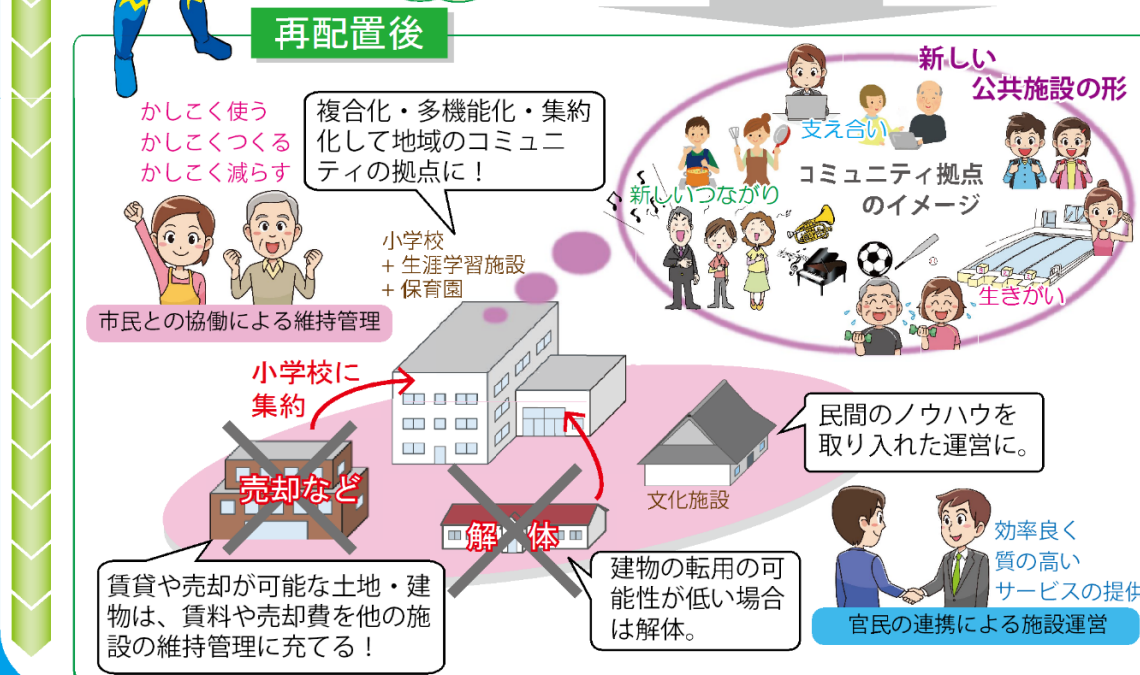 再配置後
かしこく使う
かしこくつくる
かしこく減らす
複合化・多機能化・集約
化して地域のコミュニ
ティの拠点に！
市民との協働による維持管理
小学校
+ 生涯学習施設
+ 保育園
新しい
公共施設の形
支え合い
新しいつながり
コミュニティ拠点
のイメージ
生きがい
小学校に
集約
売却など
解体
文化施設
民間のノウハウを
取り入れた運営に。
賃貸や売却が可能な土地・建
物は、賃料や売却費を他の施
設の維持管理に充てる！
建物の転用の可
能性が低い場合
は解体。
効率良く
質の高い
サービスの提供
官民の連携による施設運営